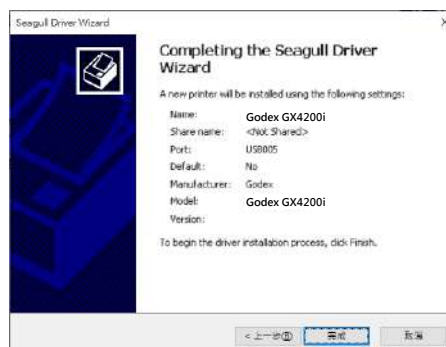 Seagull Driver Wizard
Completing the Seagull Driver
Wizard
A new printer will be installed using the following settings:
Name: Godex GX4200i
Share name: <Not Shared>
Port: USB005
Default: No
Manufacturer: Godex
Model: Godex GX4200i
Version:
To begin the driver installation process, click Finish.
< 上一步(B) 完成 取消